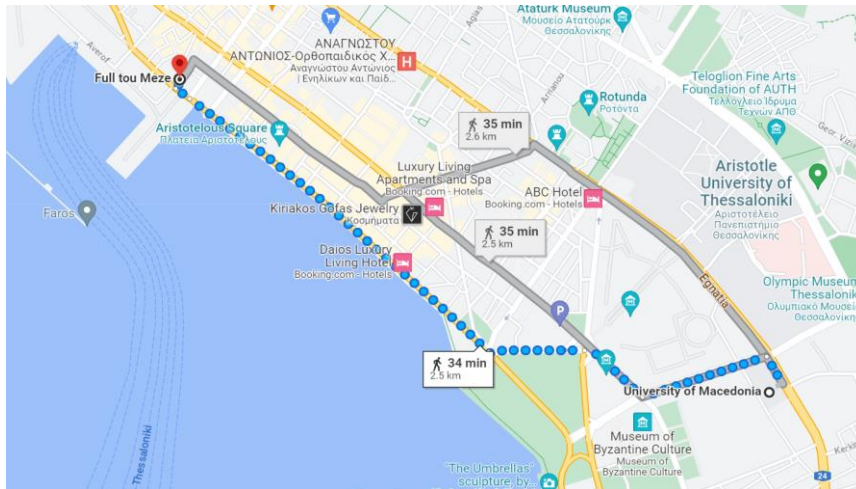 Ataturk Museum
Μουσείο Ατατούρκ
Θεσσαλονίκης
Averof
Agias
ΑΝΑΓΝΩΣΤΟΥ
ΑΝΤΩΝΙΟΣ-Ορθοπαιδικός Χ...
Αναγνώστου Αντώνιος
| Ενηλίκων και Παίδ...
H
Full tou Meze
Teloglion Fine Arts
Foundation of AUTH
Τελλόγλειο Ίδρυμα
Τεχνών ΑΠΘ
Armatou
Rotunda
Ροτόντα
Georg. Vizyi
Aristotelous Square
Πλατεία Αριστοτέλους
35 min
2.6 km
Luxury Living
Apartments and Spa
Booking.com - Hotels
ABC Hotel
Booking.com - Hotels
Aristotle
University of
Thessaloniki
Αριστοτέλειο
Πανεπιστήμιο
Θεσσαλονίκης
Faros
Kiriakos Gofas Jewelry
Κοσμήματα
35 min
2.5 km
Daios Luxury
Living Hotel
Booking.com - Hotels
Egnatia
Olympic Museum
Thessaloniki
Ολυμπιακό Μουσείο
Θεσσαλονίκης
P
34 min
2.5 km
University of Macedonia
Museum of
Byzantine Culture
Museum of
Byzantine Culture
Thessaloniki
"The Umbrellas"
sculpture, by...
24